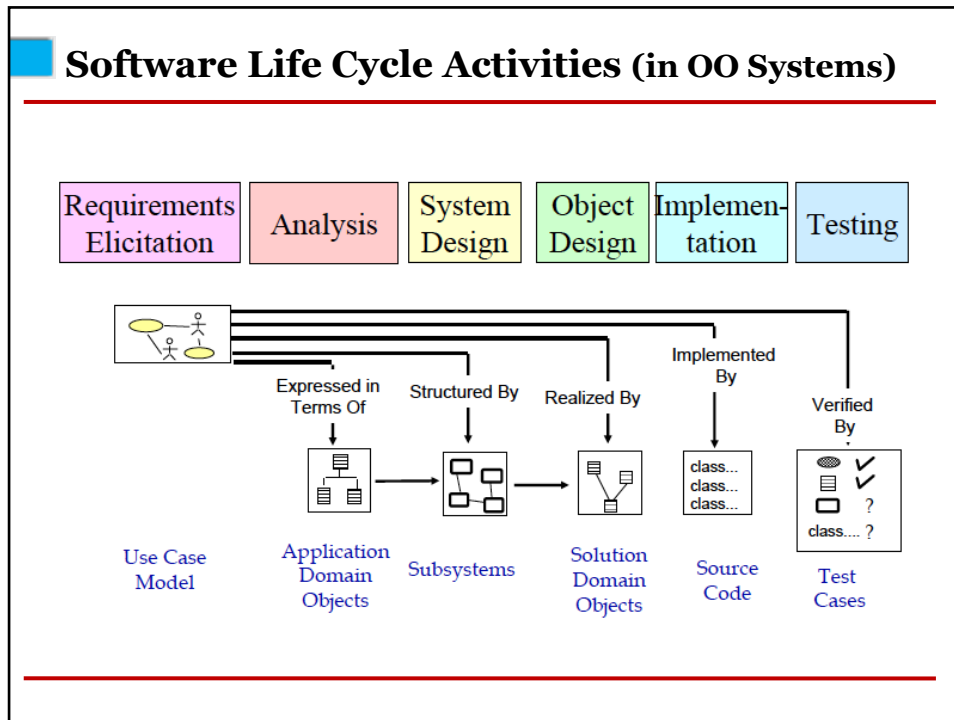 Software Life Cycle Activities (in OO Systems)
Requirements
Elicitation
Analysis
System
Design
Object
Design
Implemen-
tation
Testing
Expressed in
Terms Of
Structured By
Realized By
Implemented
By
Verified
By
class...
class...
class...
?
class.... ?
Use Case
Model
Application
Domain
Objects
Subsystems
Solution
Domain
Objects
Source
Code
Test
Cases